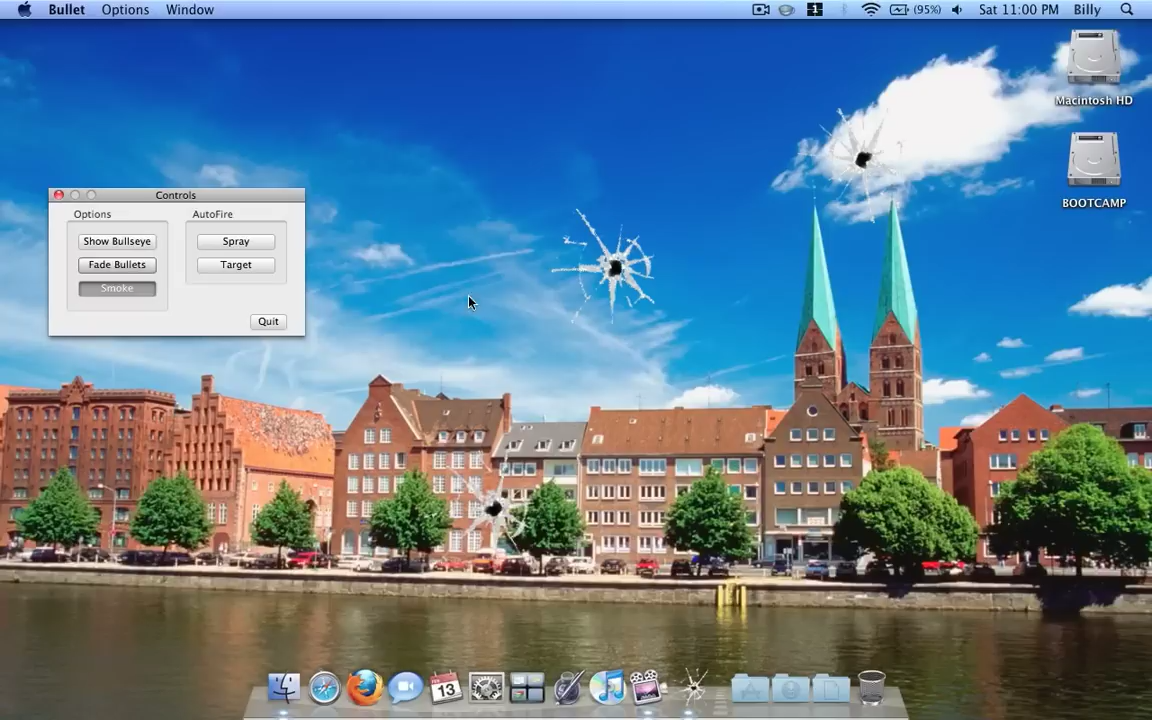 Bullet Options Window
1 (95%) Sat 11:00 PM Billy
Macintosh HD
BOOTCAMP
Controls
Options AutoFire
Show Bullseye Spray
Fade Bullets Target
Smoke
Quit
13